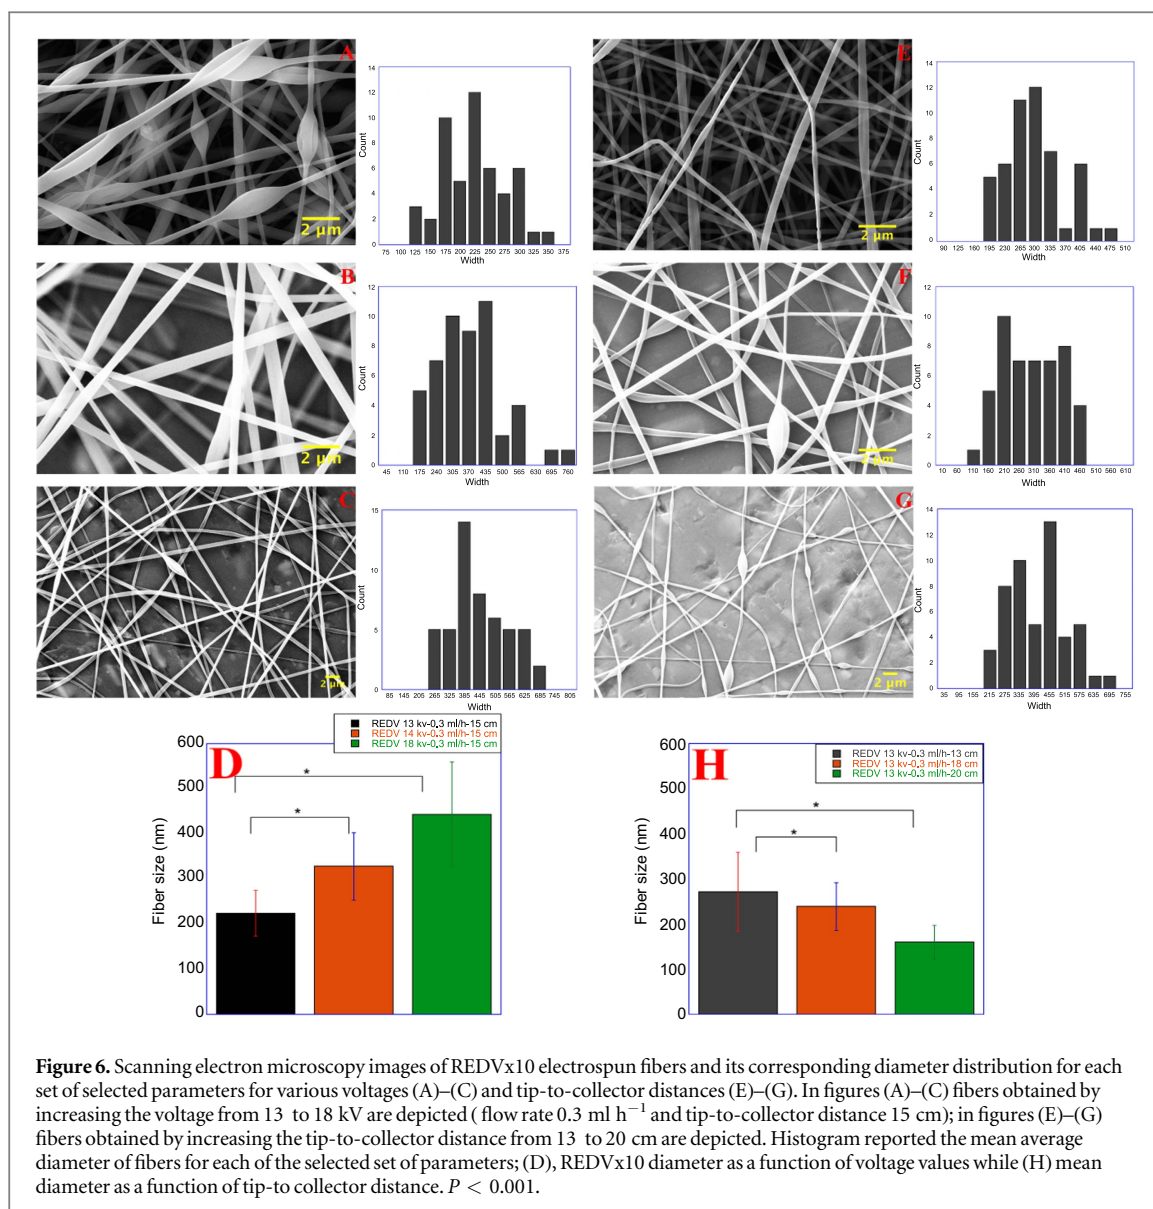 A
2 µm
14
12
10
8
6
4
2
0
Count
75 100 125 150 175 200 225 250 275 300 325 350 375
Width
E
2 µm
14
12
10
8
6
4
2
0
Count
90 125 160 195 230 265 300 335 370 405 440 475 510
Width
B
2 µm
12
10
8
6
4
2
0
Count
45 110 175 240 305 370 435 500 565 630 695 760
Width
F
2 µm
12
10
8
6
4
2
0
Count
10 60 110 160 210 260 310 360 410 460 510 560 610
Width
C
2 µm
15
10
5
0
Count
85 145 205 265 325 385 445 505 565 625 685 745 805
Width
G
2 µm
14
12
10
8
6
4
2
0
Count
35 95 155 215 275 335 395 455 515 575 635 695 755
Width
D
REDV 13 kv-0.3 ml/h-15 cm
REDV 14 kv-0.3 ml/h-15 cm
REDV 18 kv-0.3 ml/h-15 cm
600
500
400
300
200
100
0
Fiber size (nm)
*
*
H
REDV 13 kv-0.3 ml/h-13 cm
REDV 13 kv-0.3 ml/h-18 cm
REDV 13 kv-0.3 ml/h-20 cm
600
500
400
300
200
100
0
Fiber size (nm)
*
*
Figure 6. Scanning electron microscopy images of REDVx10 electrospun fibers and its corresponding diameter distribution for each
set of selected parameters for various voltages (A)–(C) and tip-to-collector distances (E)–(G). In figures (A)–(C) fibers obtained by
increasing the voltage from 13 to 18 kV are depicted ( flow rate 0.3 ml h⁻¹ and tip-to-collector distance 15 cm); in figures (E)–(G)
fibers obtained by increasing the tip-to-collector distance from 13 to 20 cm are depicted. Histogram reported the mean average
diameter of fibers for each of the selected set of parameters; (D), REDVx10 diameter as a function of voltage values while (H) mean
diameter as a function of tip-to collector distance. P < 0.001.